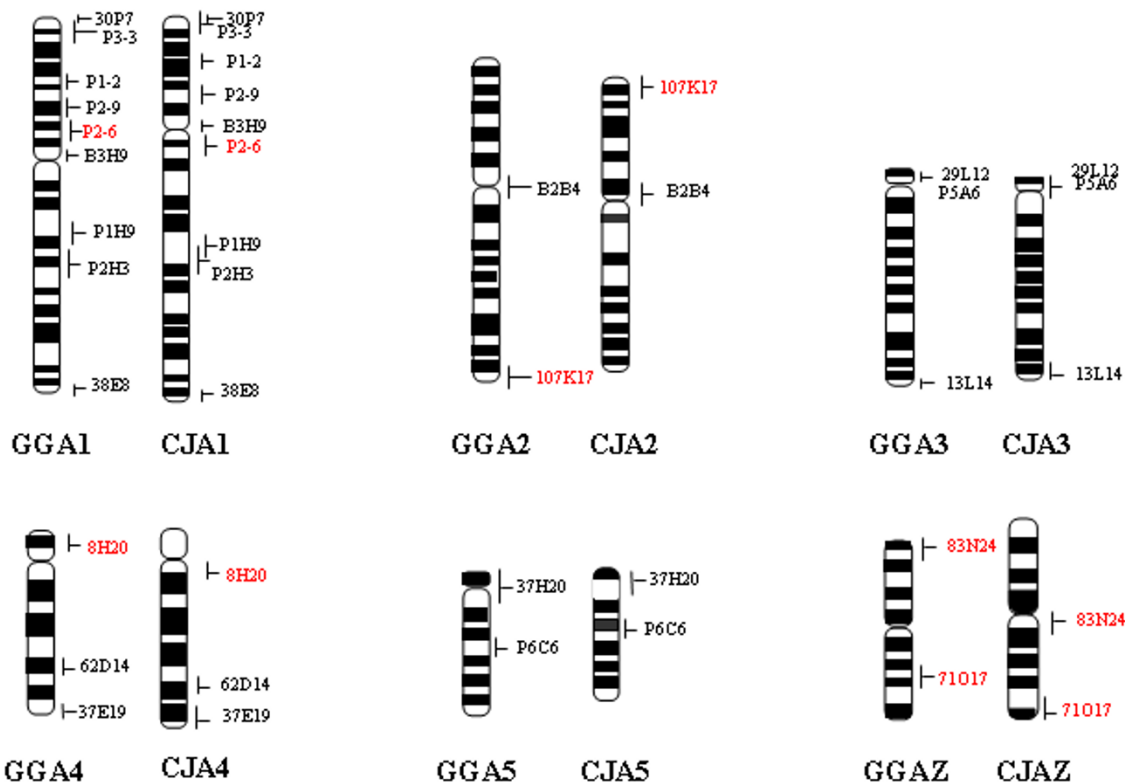 30P7
P3-3
P1-2
P2-9
P2-6
B3H9
P1H9
P2H3
38E8
GGA1
30P7
P3-3
P1-2
P2-9
B3H9
P2-6
P1H9
P2H3
38E8
CJA1
B2B4
107K17
GGA2
107K17
B2B4
CJA2
29L12
P5A6
13L14
GGA3
29L12
P5A6
13L14
CJA3
8H20
62D14
37E19
GGA4
8H20
62D14
37E19
CJA4
37H20
P6C6
GGA5
37H20
P6C6
CJA5
83N24
71O17
GGAZ
83N24
71O17
CJAZ